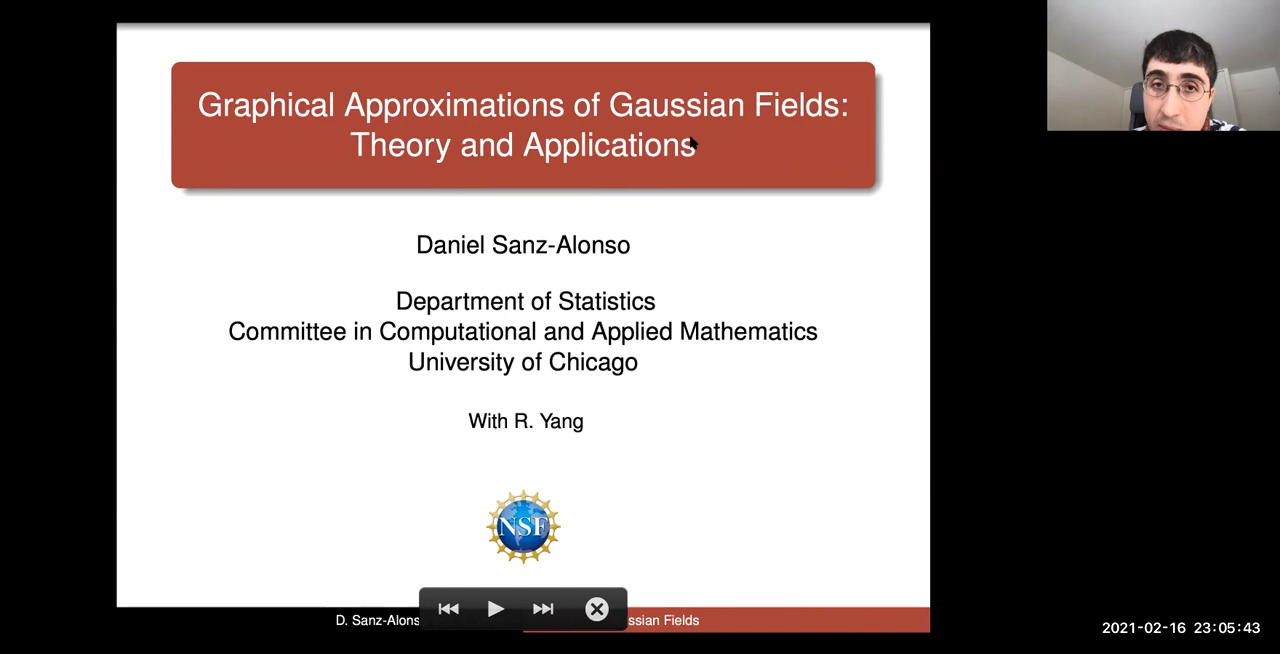 Graphical Approximations of Gaussian Fields:
Theory and Applications
Daniel Sanz-Alonso
Department of Statistics
Committee in Computational and Applied Mathematics
University of Chicago
With R. Yang
NSF
D. Sanz-Alons
ssian Fields
2021-02-16 23:05:43